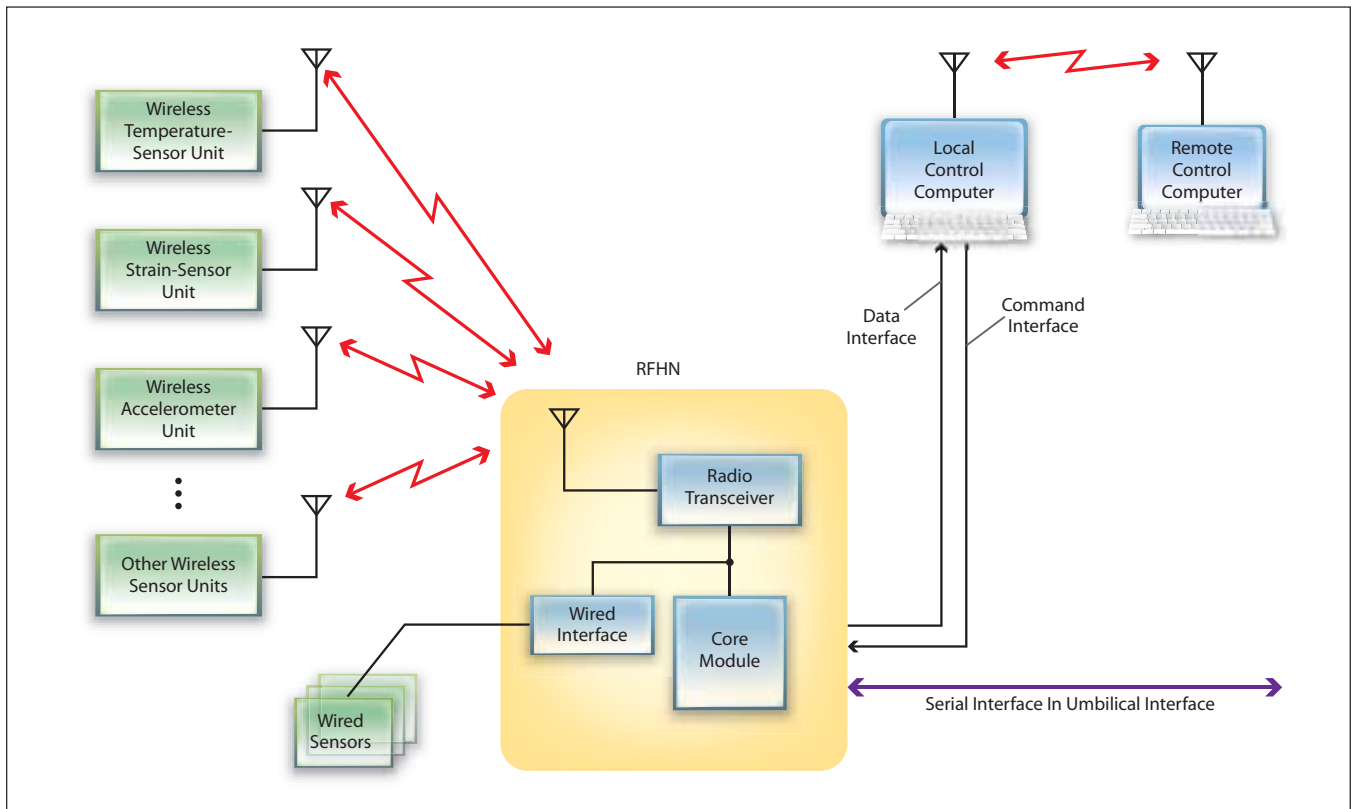 Wireless
Temperature-
Sensor Unit
Wireless
Strain-Sensor
Unit
Wireless
Accelerometer
Unit
Other Wireless
Sensor Units
Wired
Sensors
RFHN
Radio
Transceiver
Wired
Interface
Core
Module
Local
Control
Computer
Remote
Control
Computer
Data
Interface
Command
Interface
Serial Interface In Umbilical Interface